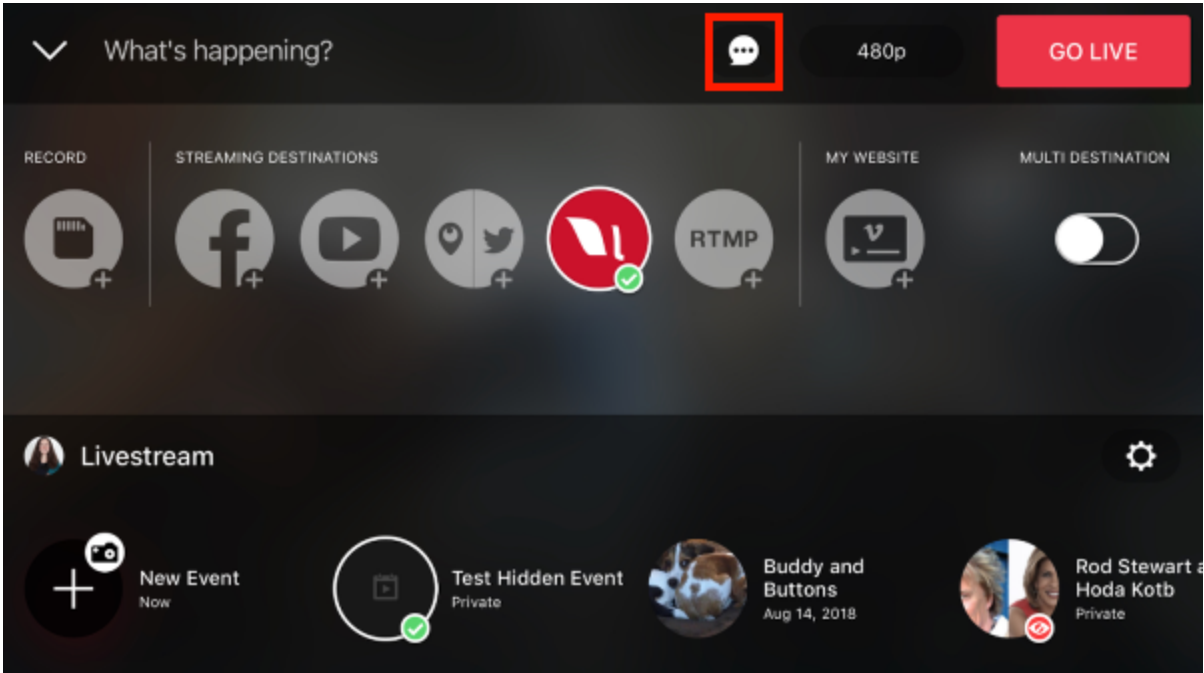 What's happening?
480p
GO LIVE
RECORD
STREAMING DESTINATIONS
MY WEBSITE
MULTI DESTINATION
RTMP
Livestream
New Event
Now
Test Hidden Event
Private
Buddy and
Buttons
Aug 14, 2018
Rod Stewart a
Hoda Kotb
Private